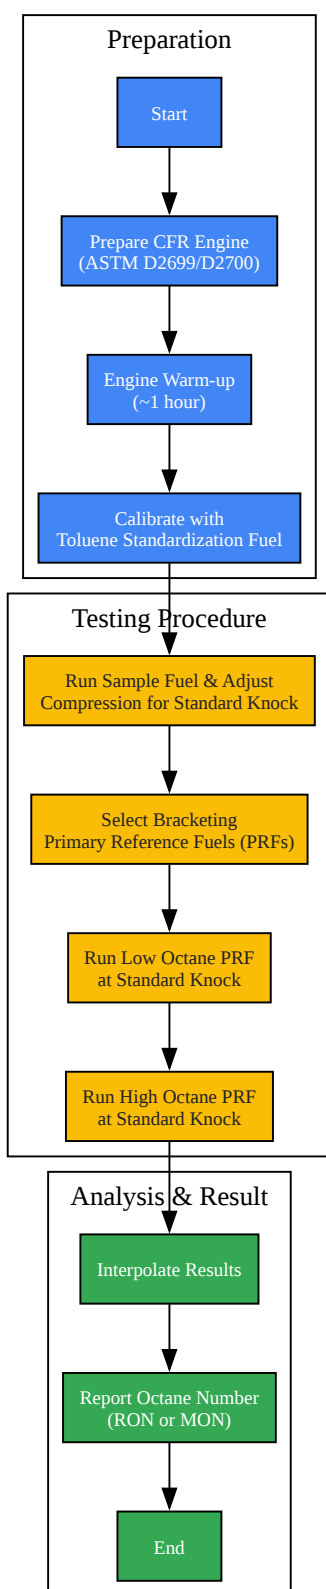 Preparation
Start
Prepare CFR Engine
(ASTM D2699/D2700)
Engine Warm-up
(~1 hour)
Calibrate with
Toluene Standardization Fuel
Testing Procedure
Run Sample Fuel & Adjust
Compression for Standard Knock
Select Bracketing
Primary Reference Fuels (PRFs)
Run Low Octane PRF
at Standard Knock
Run High Octane PRF
at Standard Knock
Analysis & Result
Interpolate Results
Report Octane Number
(RON or MON)
End